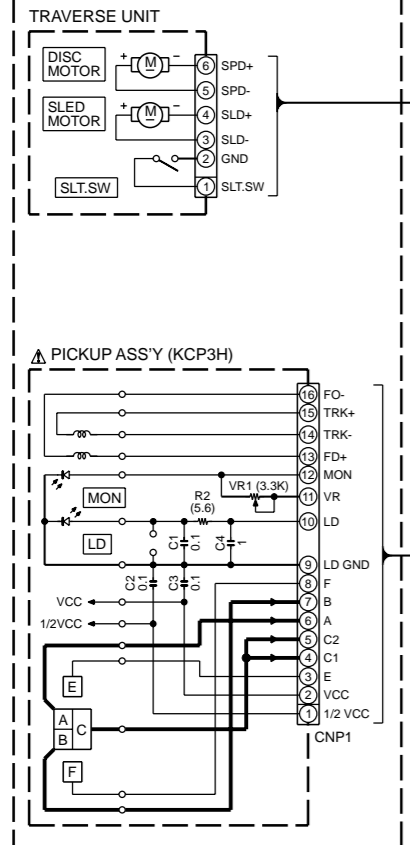 TRAVERSE UNIT
DISC
MOTOR
+ M −
6 SPD+
5 SPD-
SLED
MOTOR
+ M −
4 SLD+
3 SLD-
2 GND
SLT.SW
1 SLT.SW
⚠ PICKUP ASS'Y (KCP3H)
16 FO-
15 TRK+
14 TRK-
13 FD+
12 MON
MON
VR1 (3.3K)
11 VR
R2
(5.6)
10 LD
LD
C1
0.1
C4
1
9 LD GND
C2
0.1
C3
0.1
8 F
VCC
7 B
1/2VCC
6 A
5 C2
4 C1
E
3 E
2 VCC
A
B
C
1 1/2 VCC
CNP1
F